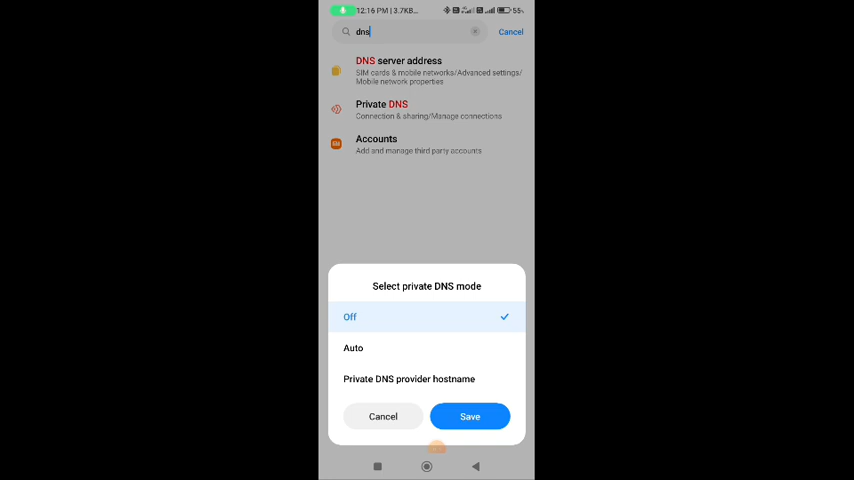 12:16 PM | 3.7KB...
55
dns
Cancel
DNS server address
SIM cards & mobile networks/Advanced settings/
Mobile network properties
Private DNS
Connection & sharing/Manage connections
Accounts
Add and manage third party accounts
Select private DNS mode
Off
Auto
Private DNS provider hostname
Cancel
Save